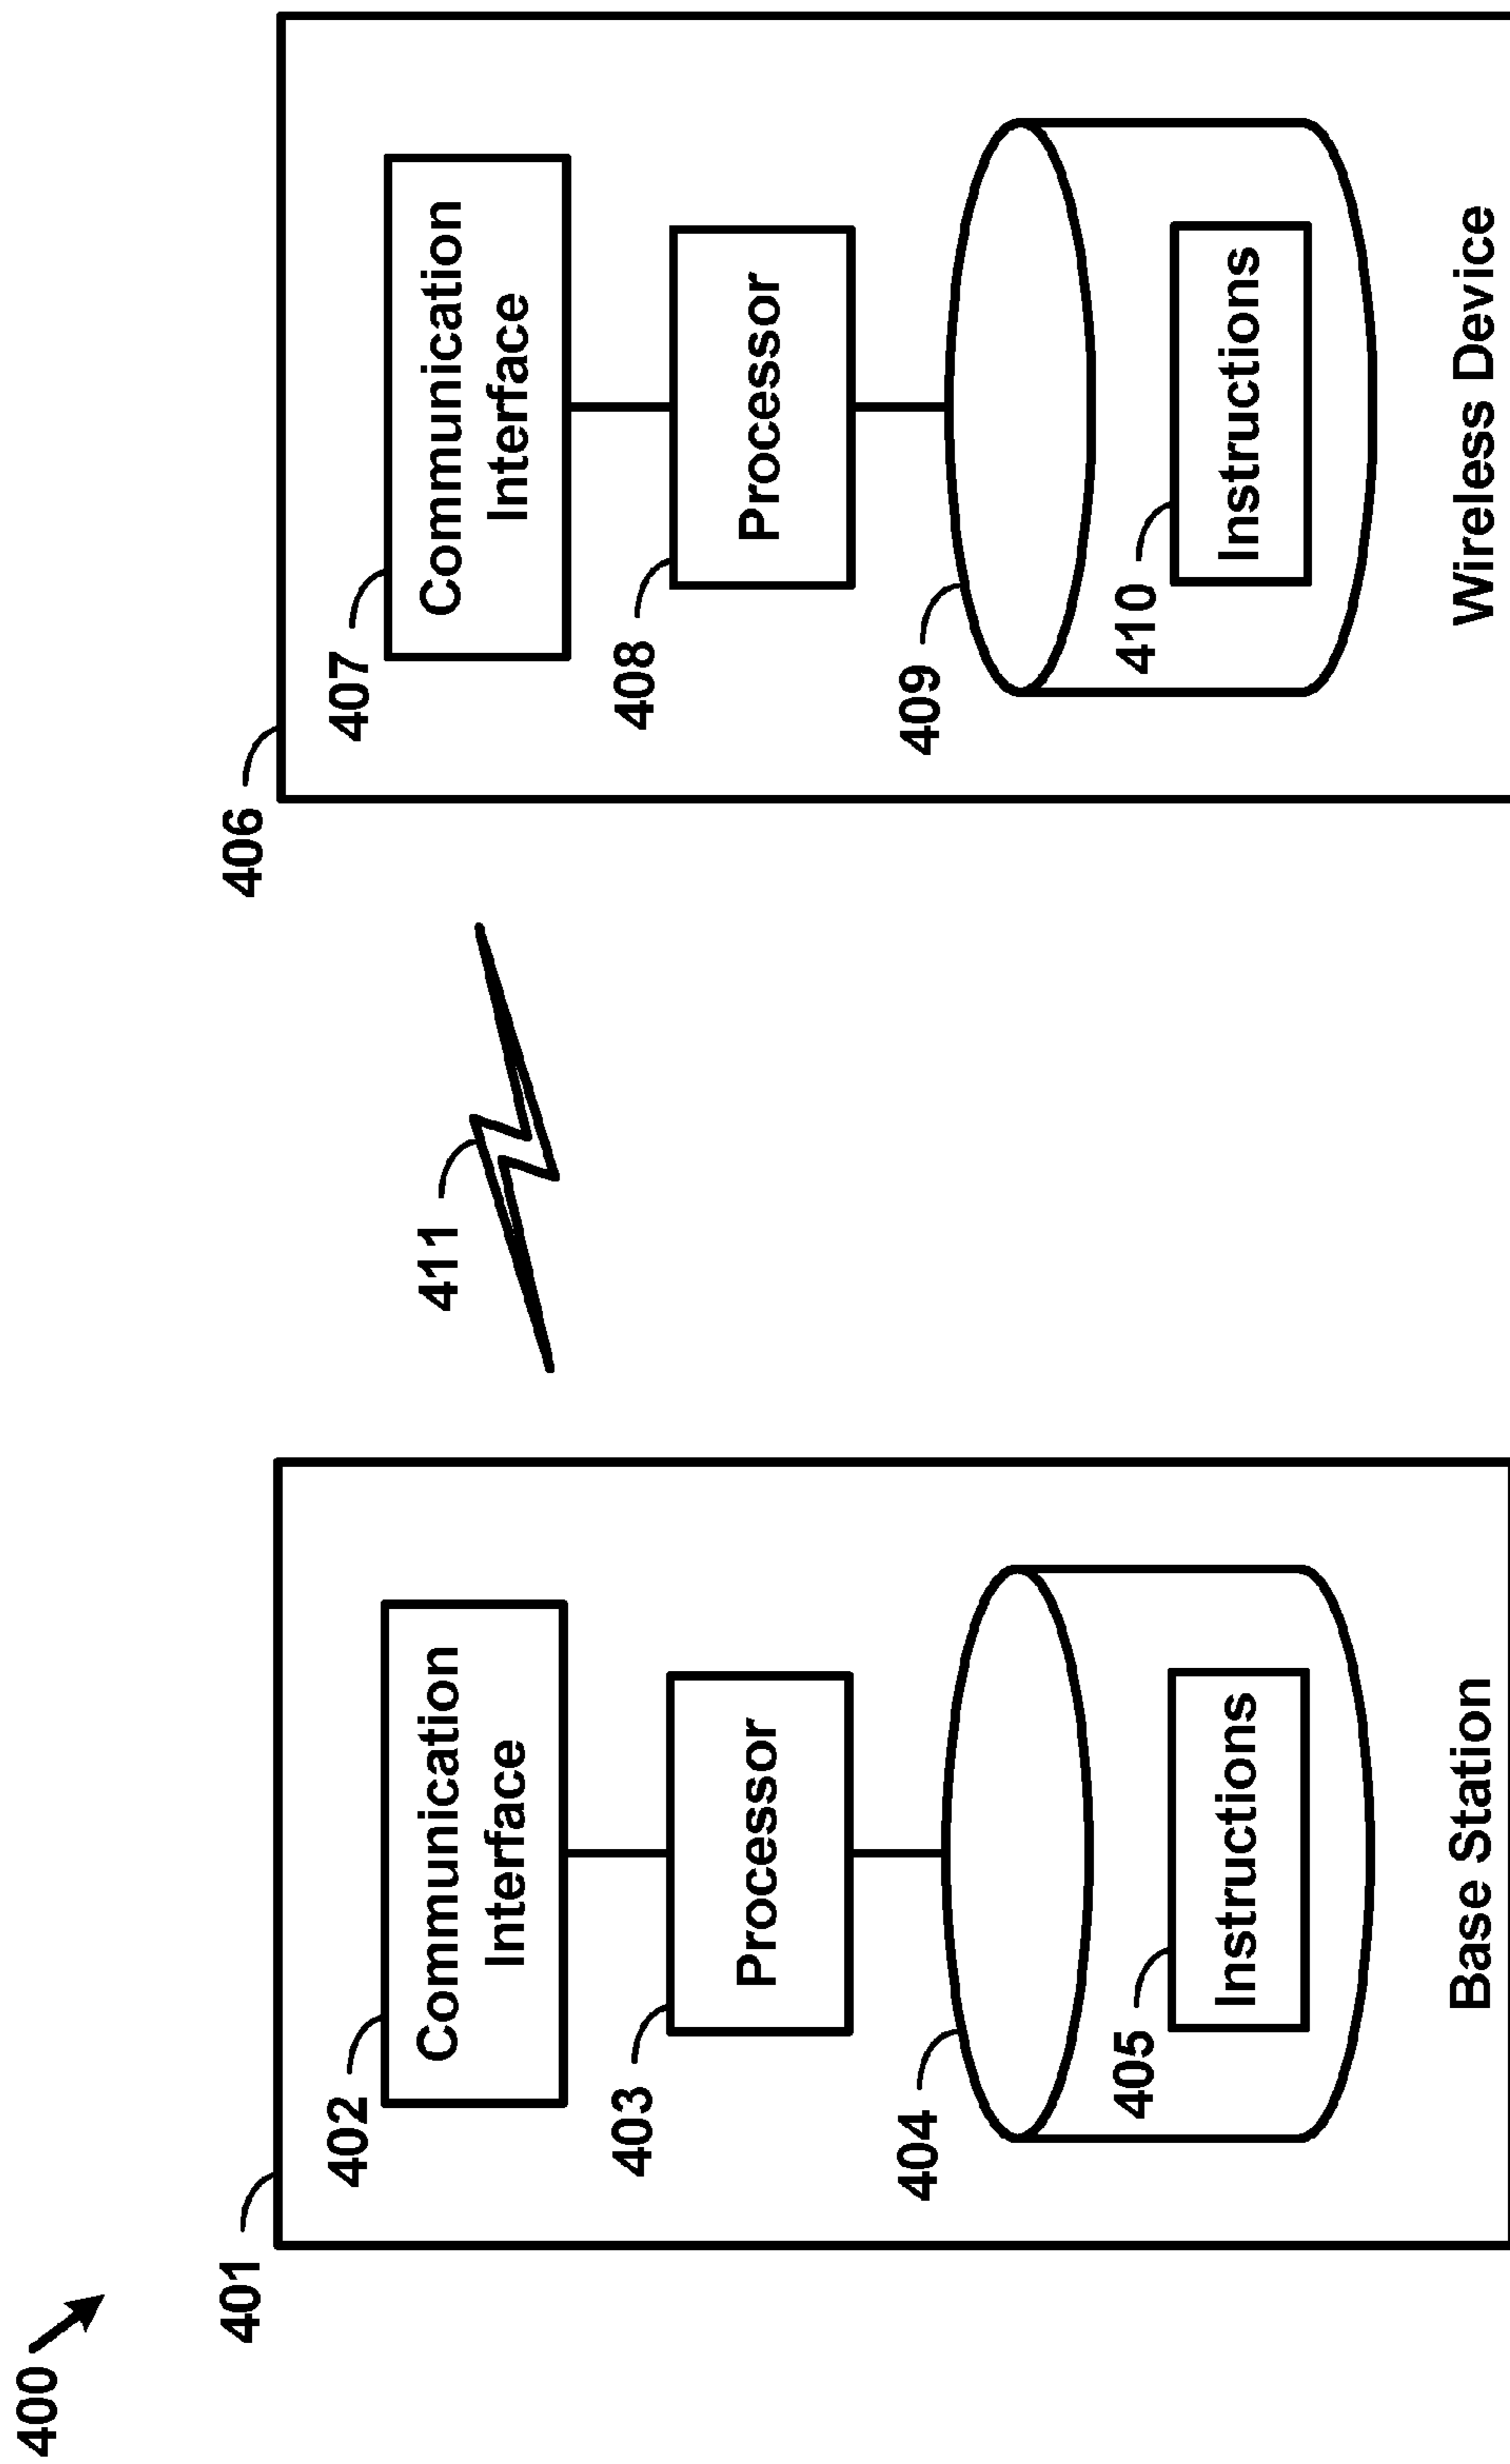 400
401
402
Communication
Interface
403
Processor
404
405
Instructions
Base Station
411
406
407
Communication
Interface
408
Processor
409
410
Instructions
Wireless Device